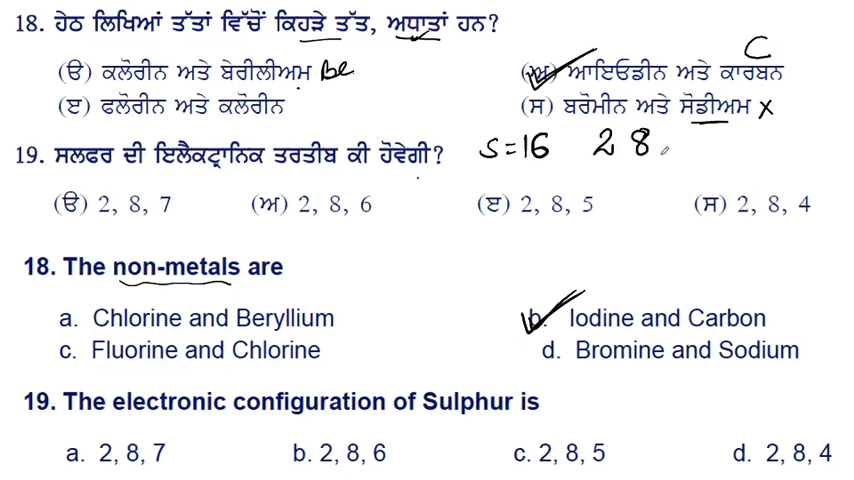 18. ਹੇਠ ਲਿਖਿਆਂ ਤੱਤਾਂ ਵਿੱਚੋਂ ਕਿਹੜੇ ਤੱਤ, ਅਧਾਤਾਂ ਹਨ?
C
(ੳ) ਕਲੋਰੀਨ ਅਤੇ ਬੇਰੀਲੀਅਮ Be (ਅ) ਆਇਓਡੀਨ ਅਤੇ ਕਾਰਬਨ
(ੲ) ਫਲੋਰੀਨ ਅਤੇ ਕਲੋਰੀਨ (ਸ) ਬਰੋਮੀਨ ਅਤੇ ਸੋਡੀਅਮ x
19. ਸਲਫਰ ਦੀ ਇਲੈਕਟ੍ਰਾਨਿਕ ਤਰਤੀਬ ਕੀ ਹੋਵੇਗੀ? S = 16 2 8
(ੳ) 2, 8, 7 (ਅ) 2, 8, 6 (ੲ) 2, 8, 5 (ਸ) 2, 8, 4
18. The non-metals are
a. Chlorine and Beryllium b. Iodine and Carbon
c. Fluorine and Chlorine d. Bromine and Sodium
19. The electronic configuration of Sulphur is
a. 2, 8, 7 b. 2, 8, 6 c. 2, 8, 5 d. 2, 8, 4